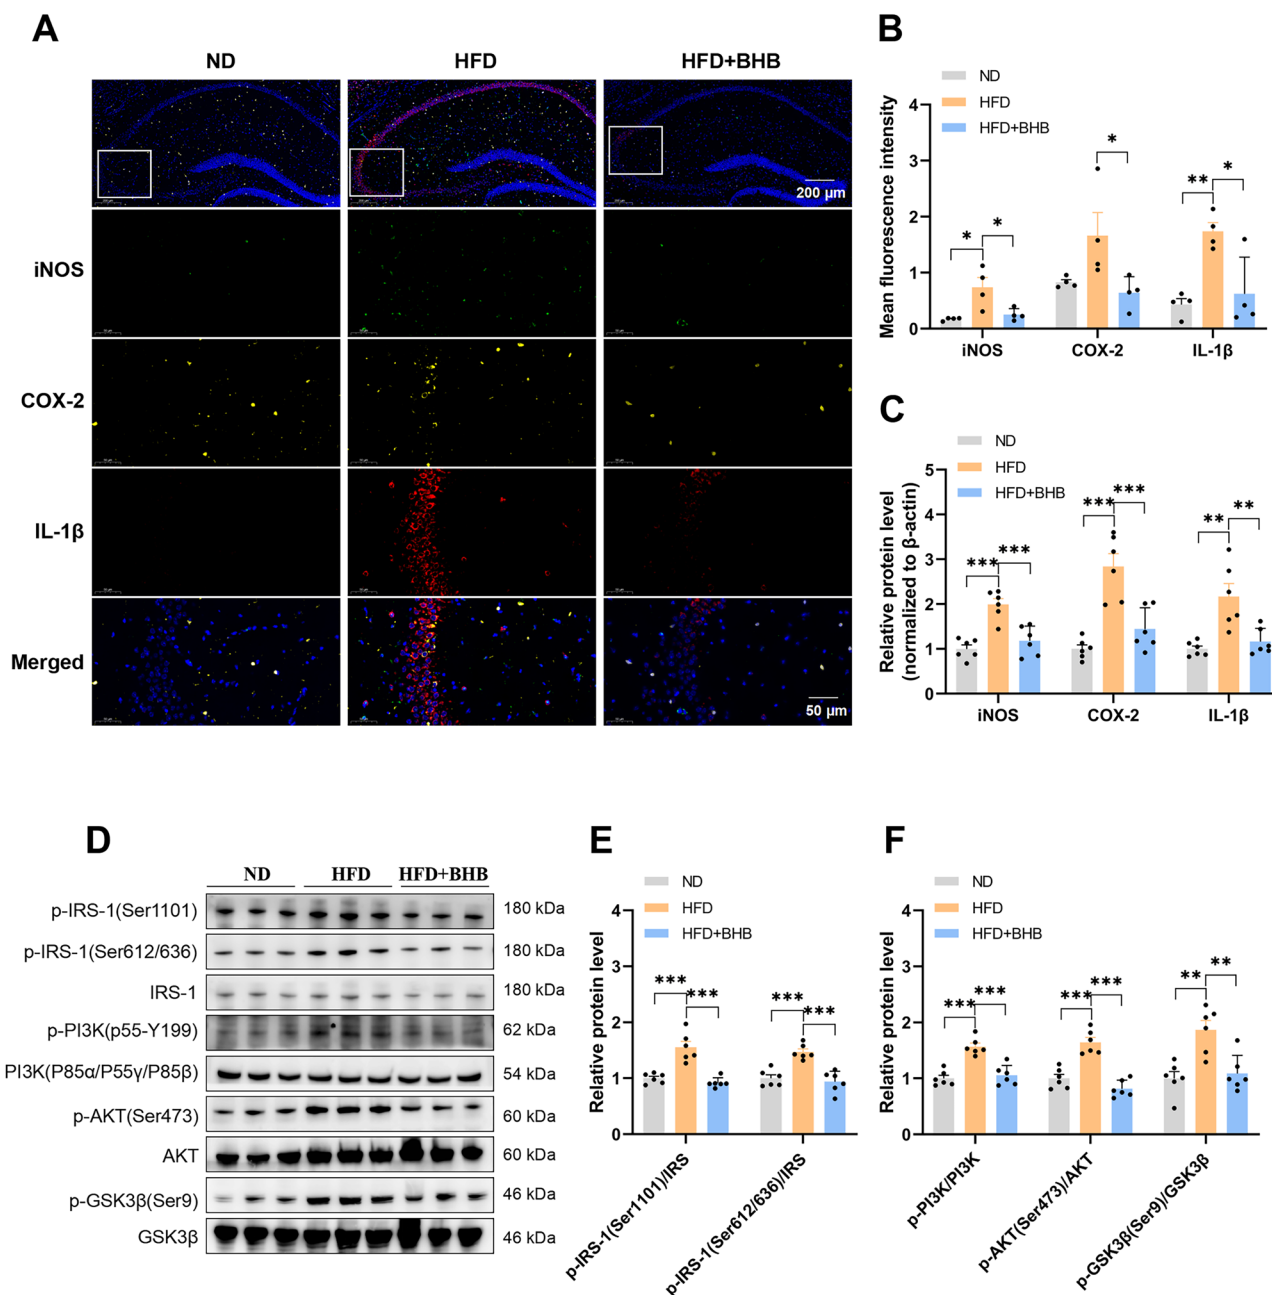 A
ND
HFD
HFD+BHB
200 μm
iNOS
COX-2
IL-1β
Merged
50 μm
B
ND
HFD
HFD+BHB
Mean fluorescence intensity
4
3
2
1
0
*
*
*
**
*
iNOS
COX-2
IL-1β
C
ND
HFD
HFD+BHB
Relative protein level
(normalized to β-actin)
5
4
3
2
1
0
***
***
***
***
**
**
iNOS
COX-2
IL-1β
D
ND
HFD
HFD+BHB
p-IRS-1(Ser1101)
180 kDa
p-IRS-1(Ser612/636)
180 kDa
IRS-1
180 kDa
p-PI3K(p55-Y199)
62 kDa
PI3K(P85α/P55γ/P85β)
54 kDa
p-AKT(Ser473)
60 kDa
AKT
60 kDa
p-GSK3β(Ser9)
46 kDa
GSK3β
46 kDa
E
ND
HFD
HFD+BHB
Relative protein level
4
3
2
1
0
***
***
***
***
p-IRS-1(Ser1101)/IRS
p-IRS-1(Ser612/636)/IRS
F
ND
HFD
HFD+BHB
Relative protein level
4
3
2
1
0
***
***
***
***
**
**
p-PI3K/PI3K
p-AKT(Ser473)/AKT
p-GSK3β(Ser9)/GSK3β